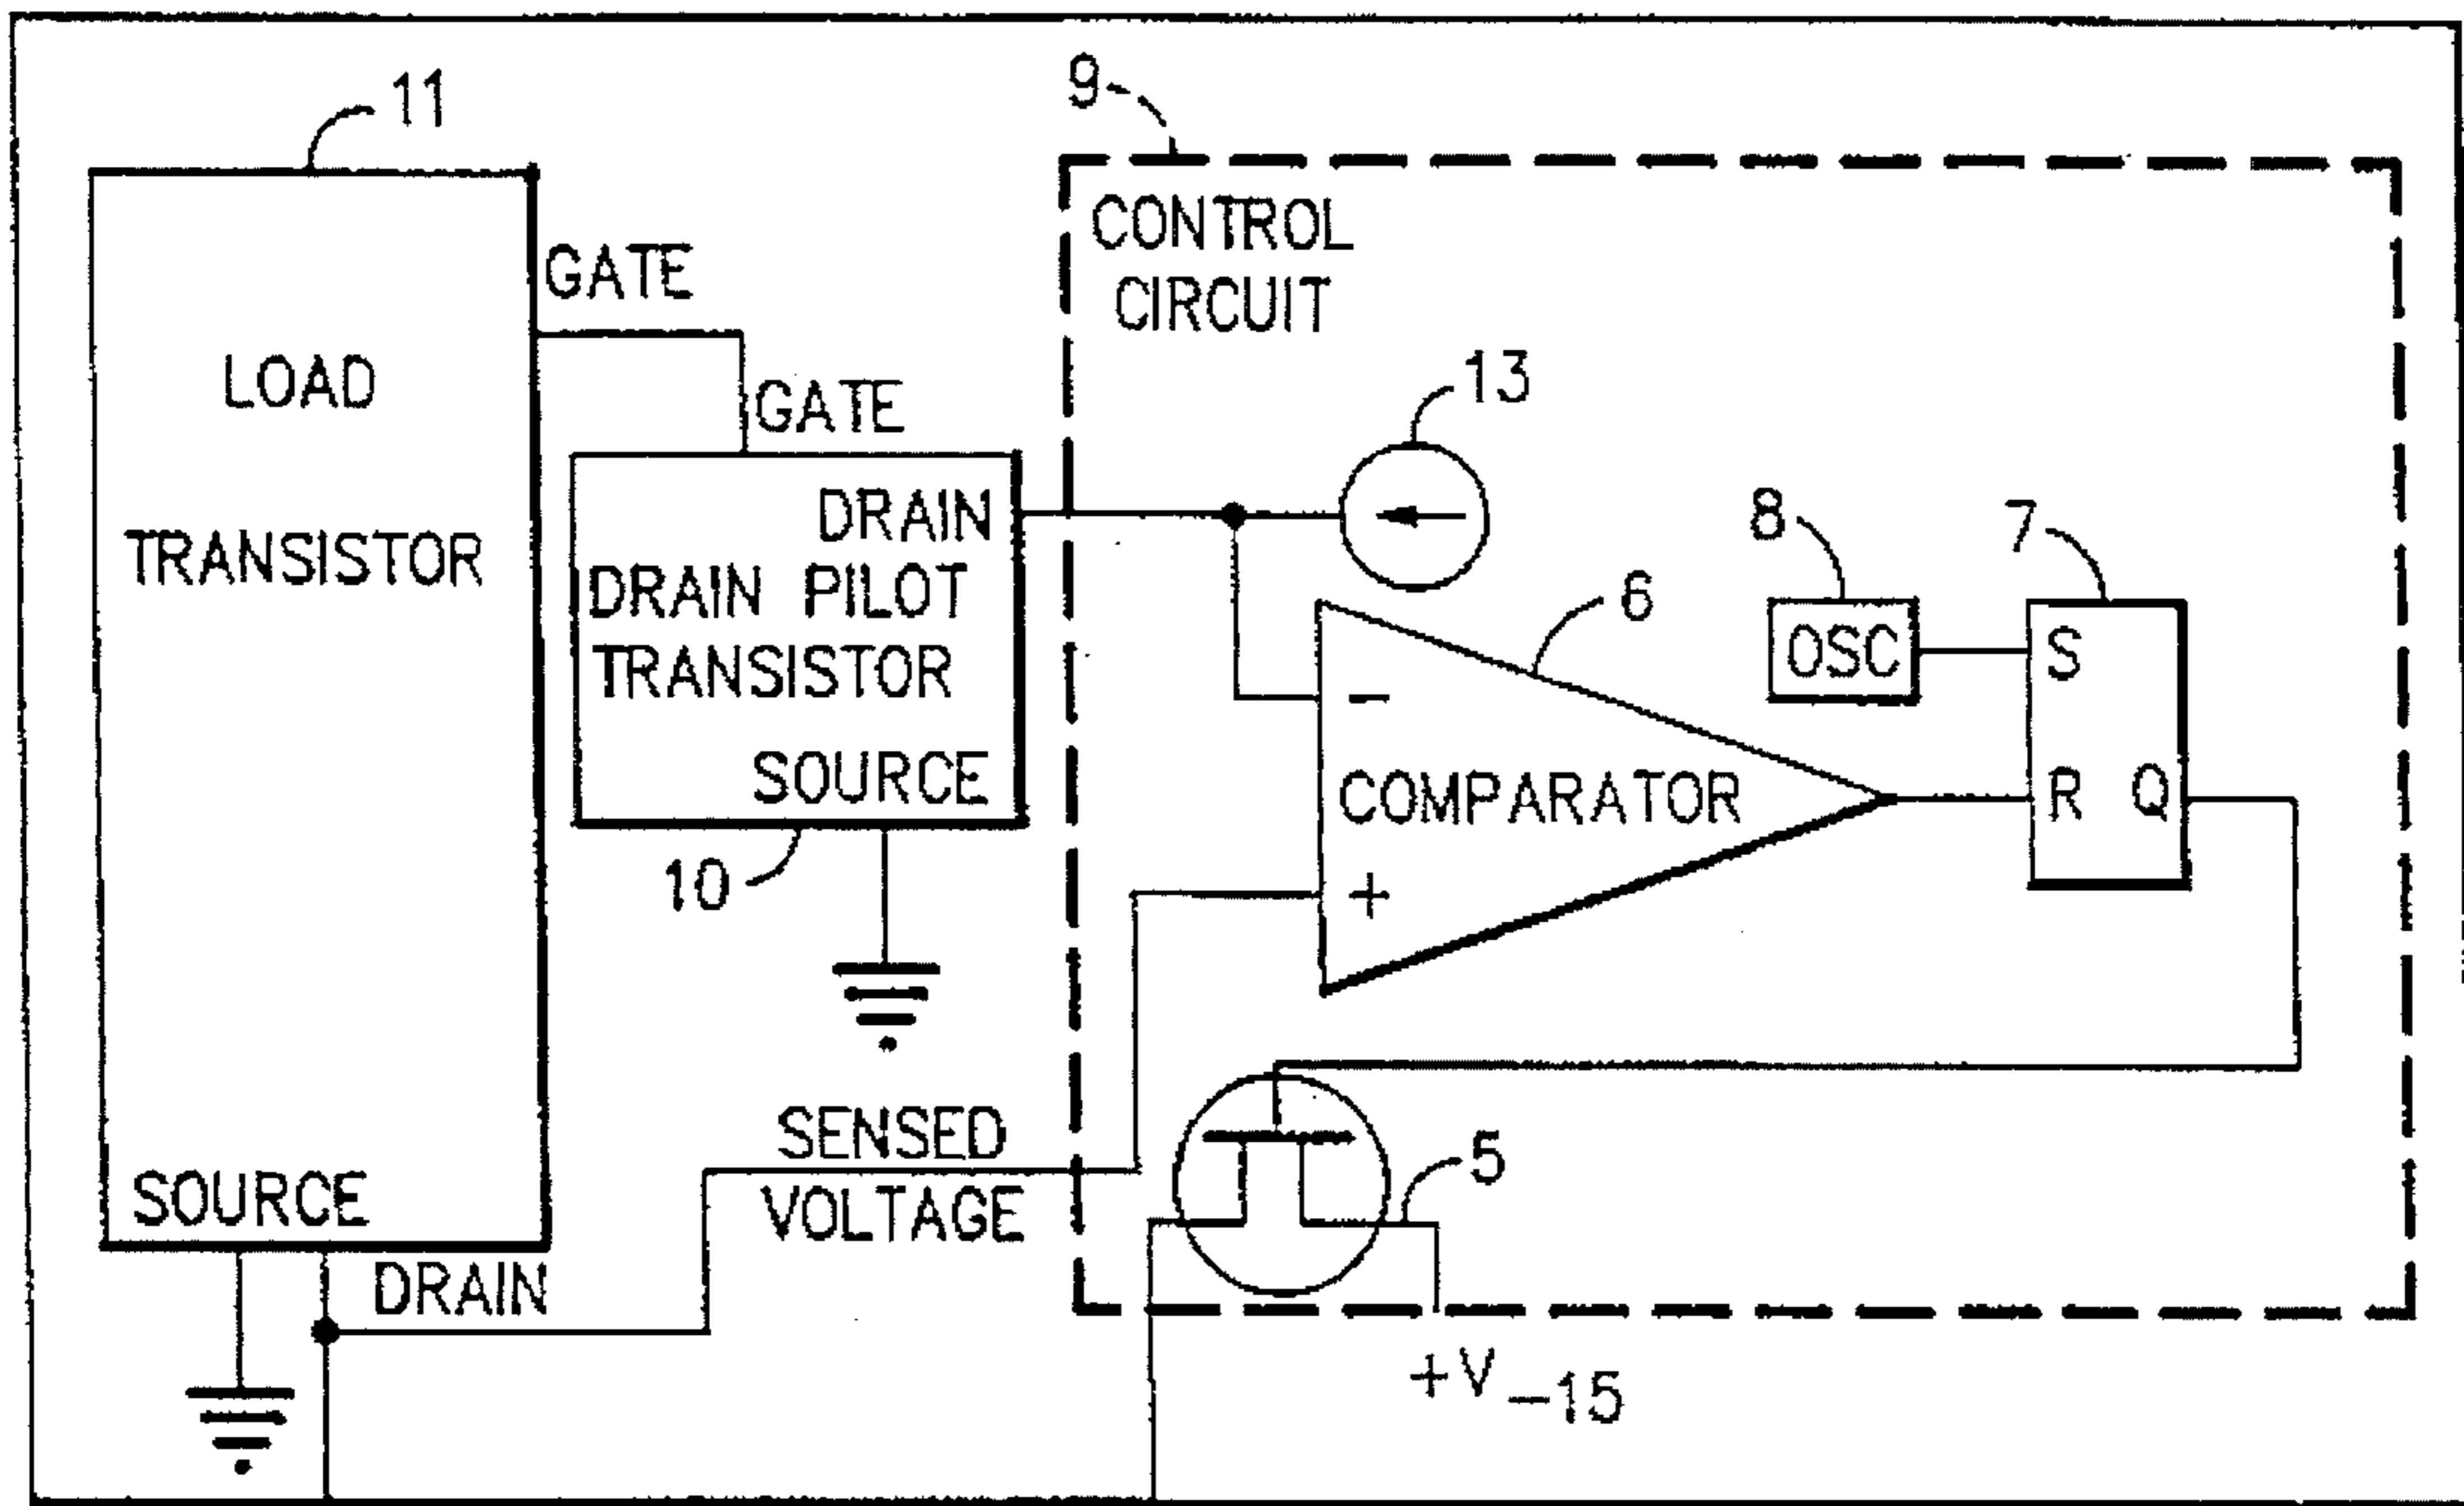 11
9
CONTROL
CIRCUIT
GATE
LOAD
TRANSISTOR
GATE
13
DRAIN
DRAIN PILOT
TRANSISTOR
SOURCE
10
8
7
6
OSC
S
-
COMPARATOR
R Q
+
SENSED
VOLTAGE
5
SOURCE
DRAIN
+V
15